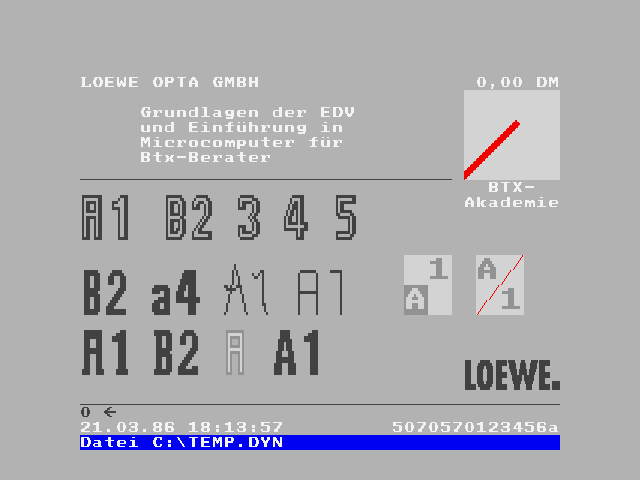 LOEWE OPTA GMBH 0,00 DM
Grundlagen der EDV
und Einführung in
Microcomputer für
Btx-Berater
BTX-
Akademie
A1 B2 3 4 5
B2 a4 A1 A1
1
A
A
1
A1 B2 A A1
LOEWE.
0 ←
21.03.86 18:13:57 5070570123456a
Datei C:\TEMP.DYN